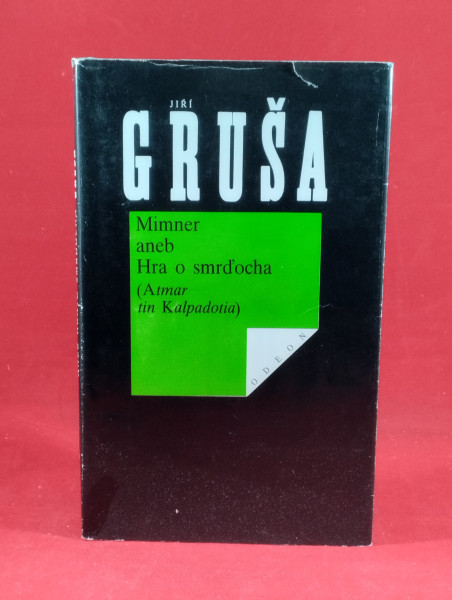 JIŘÍ
GRUŠA
Mimner
aneb
Hra o smrďocha
(Atmar
tin Kalpadotia)
ODEON